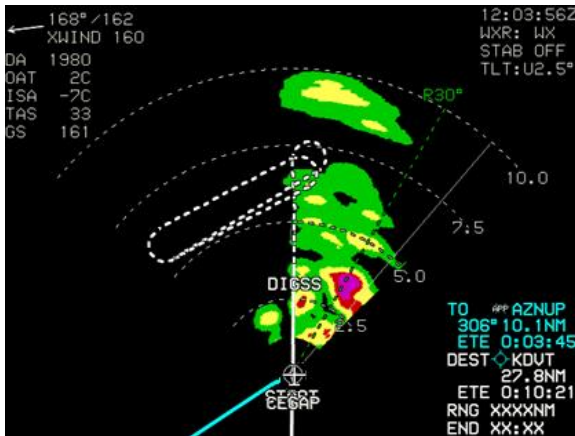 168°/162
XWIND 160
DA 1980
OAT 2C
ISA -7C
TAS 33
GS 161
12:03:56Z
WXR: WX
STAB OFF
TLT:U2.5°
R30°
10.0
7.5
5.0
2.5
DIGSS
CEGAP
TO APP AZNUP
306° 10.1NM
ETE 0:03:45
DEST KDVT
27.8NM
ETE 0:10:21
RNG XXXXNM
END XX:XX